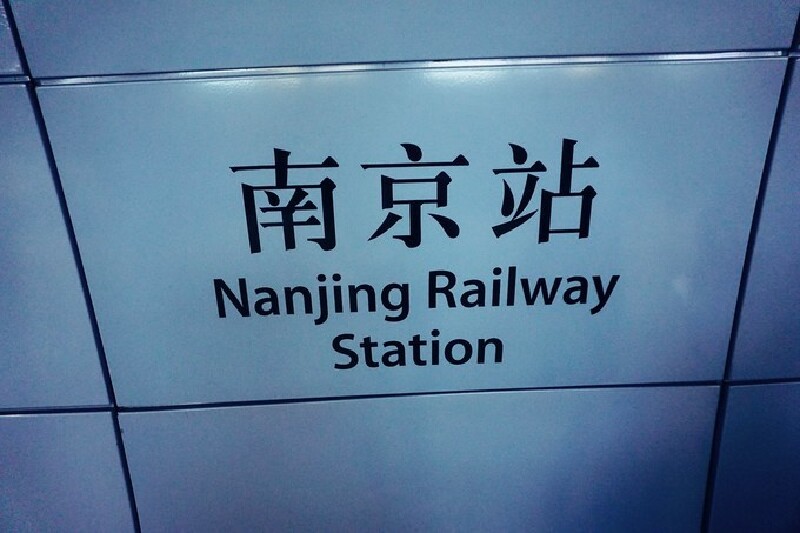 南京站
Nanjing Railway
Station